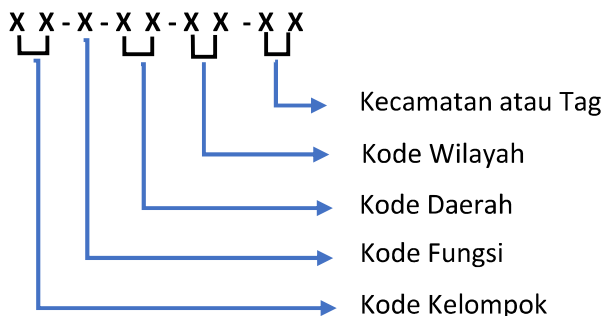 X X - X - X X - X X - X X
Kecamatan atau Tag
Kode Wilayah
Kode Daerah
Kode Fungsi
Kode Kelompok